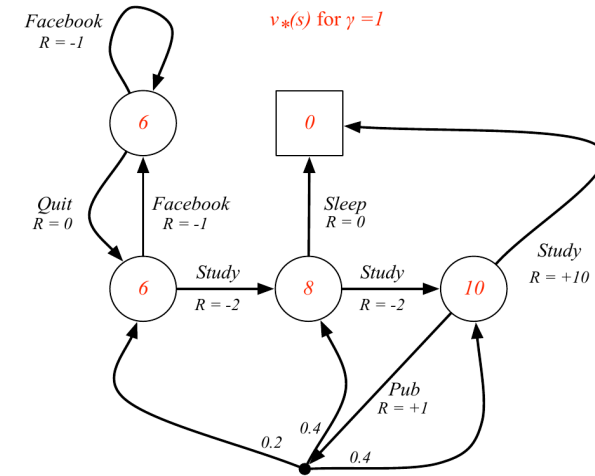 Facebook
R = -1
v*(s) for γ =1
6
0
Quit
R = 0
Facebook
R = -1
Sleep
R = 0
Study
R = +10
6
Study
R = -2
8
Study
R = -2
10
Pub
R = +1
0.2
0.4
0.4